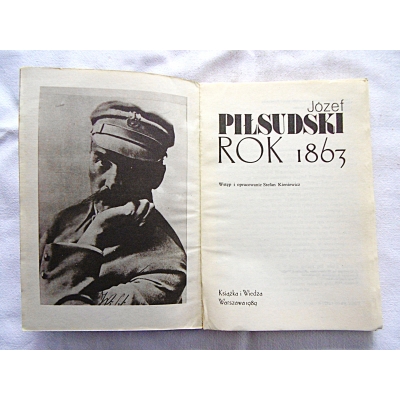 Józef
PIŁSUDSKI
ROK 1863
Wstęp i opracowanie Stefan Kieniewicz
Książka i Wiedza
Warszawa 1989